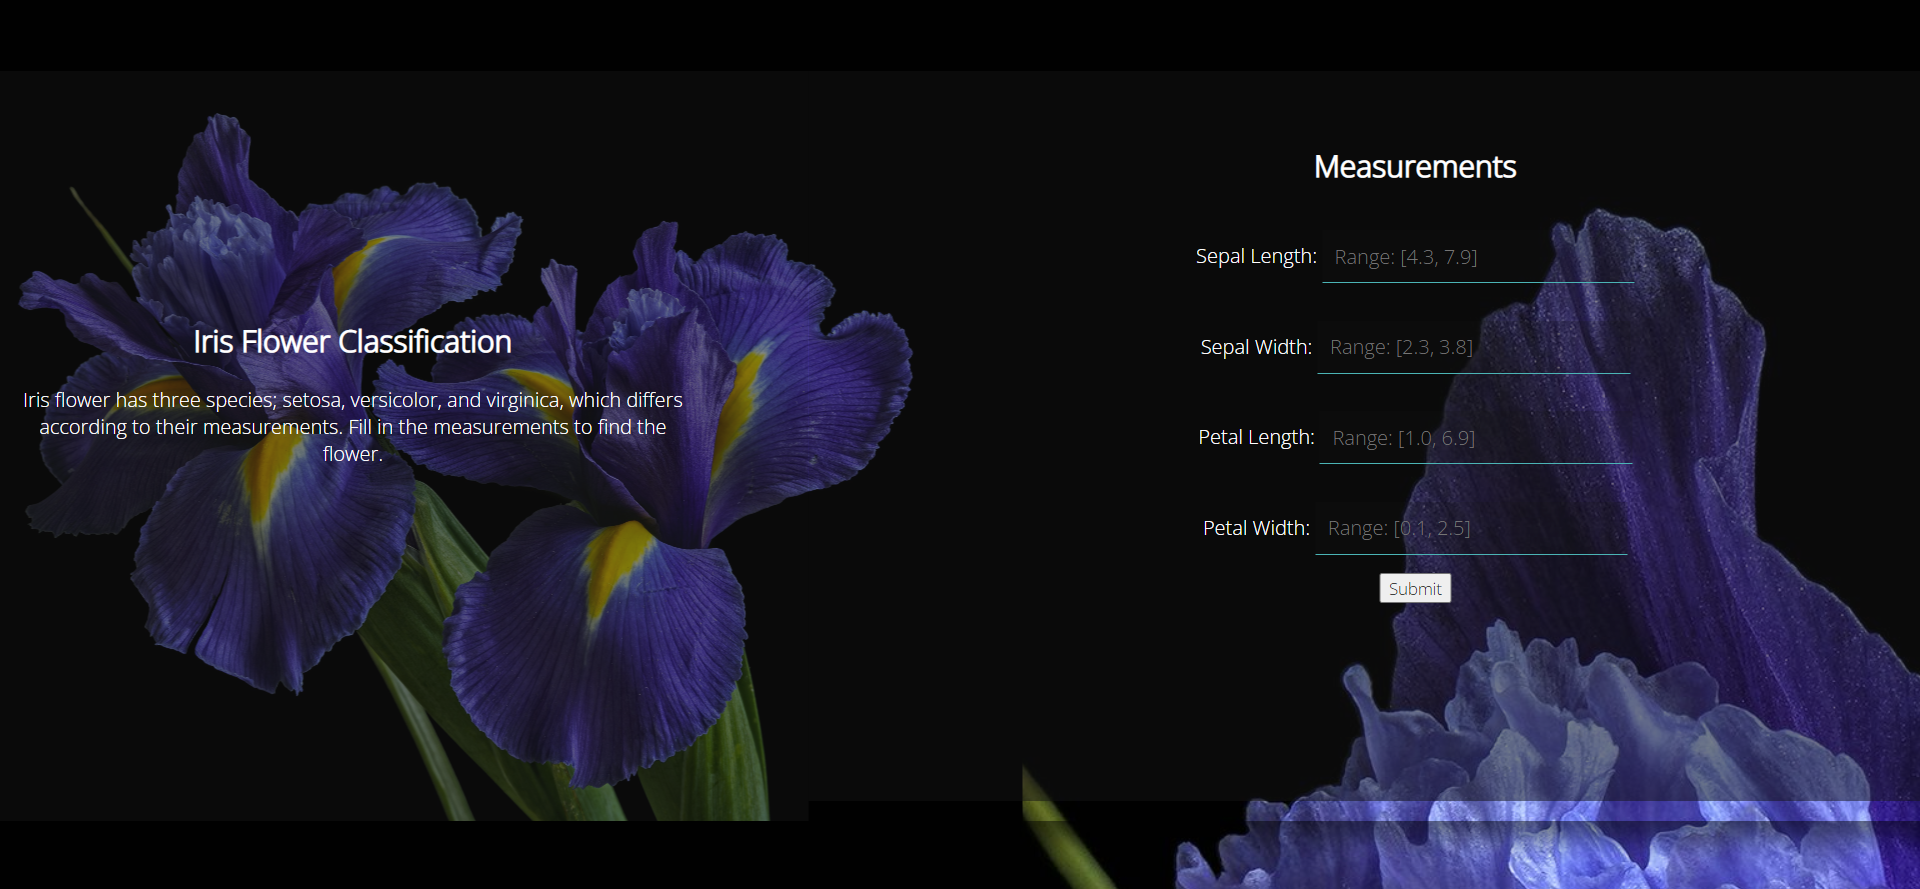 Iris Flower Classification
Iris flower has three species; setosa, versicolor, and virginica, which differs
according to their measurements. Fill in the measurements to find the
flower.
Measurements
Sepal Length: Range: [4.3, 7.9]
Sepal Width: Range: [2.3, 3.8]
Petal Length: Range: [1.0, 6.9]
Petal Width: Range: [0,1, 2.5]
Submit